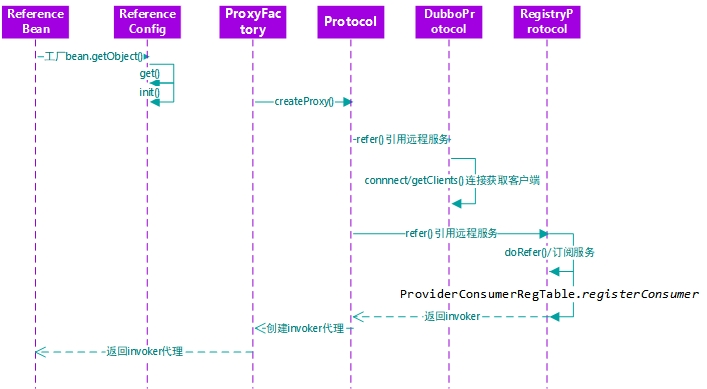 Reference
Bean
Reference
Config
ProxyFac
tory
Protocol
DubboPr
otocol
RegistryP
rotocol
工厂bean.getObject()
get()
init()
createProxy()
refer()引用远程服务
connnect/getClients()连接获取客户端
refer()引用远程服务
doRefer()/订阅服务
ProviderConsumerRegTable.registerConsumer
返回invoker
创建invoker代理
返回invoker代理